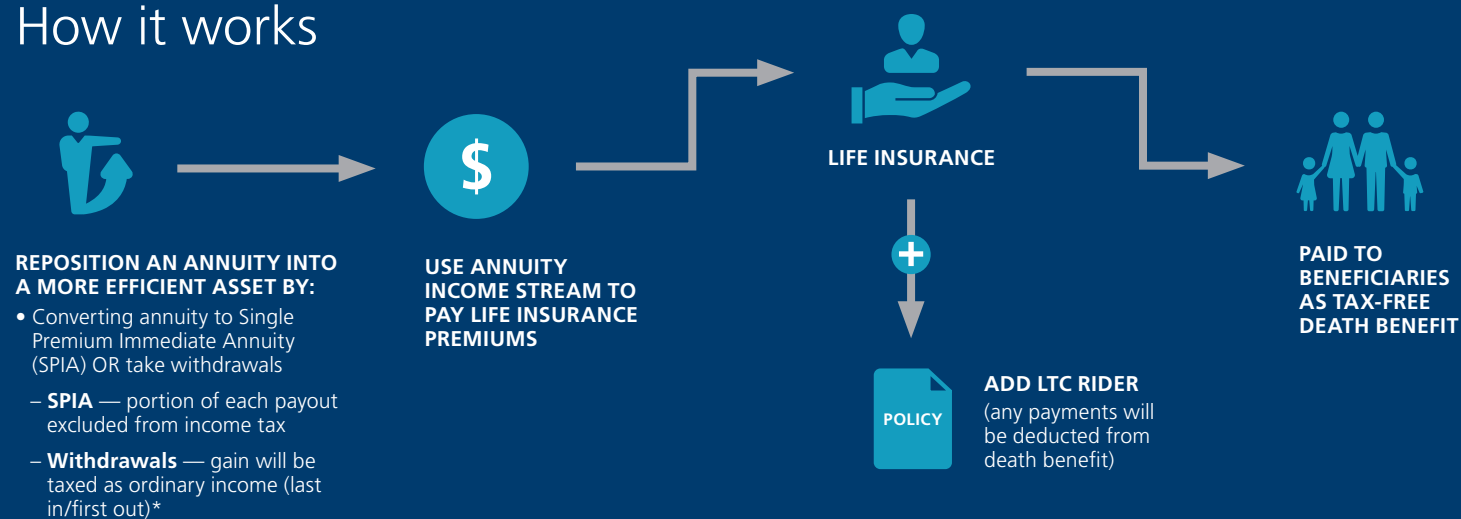 How it works
REPOSITION AN ANNUITY INTO
A MORE EFFICIENT ASSET BY:
• Converting annuity to Single
Premium Immediate Annuity
(SPIA) OR take withdrawals
– SPIA — portion of each payout
excluded from income tax
– Withdrawals — gain will be
taxed as ordinary income (last
in/first out)*
$
USE ANNUITY
INCOME STREAM TO
PAY LIFE INSURANCE
PREMIUMS
LIFE INSURANCE
+
POLICY
ADD LTC RIDER
(any payments will
be deducted from
death benefit)
PAID TO
BENEFICIARIES
AS TAX-FREE
DEATH BENEFIT